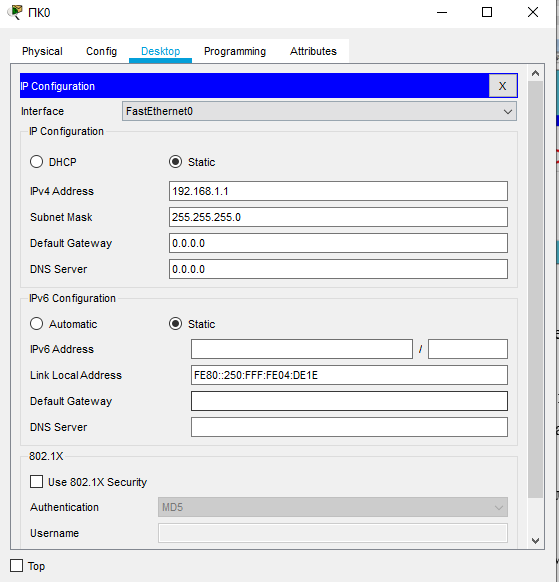 ПК0
Physical Config Desktop Programming Attributes
IP Configuration X
Interface FastEthernet0
IP Configuration
DHCP Static
IPv4 Address 192.168.1.1
Subnet Mask 255.255.255.0
Default Gateway 0.0.0.0
DNS Server 0.0.0.0
IPv6 Configuration
Automatic Static
IPv6 Address /
Link Local Address FE80::250:FFF:FE04:DE1E
Default Gateway
DNS Server
802.1X
Use 802.1X Security
Authentication MD5
Username
Top